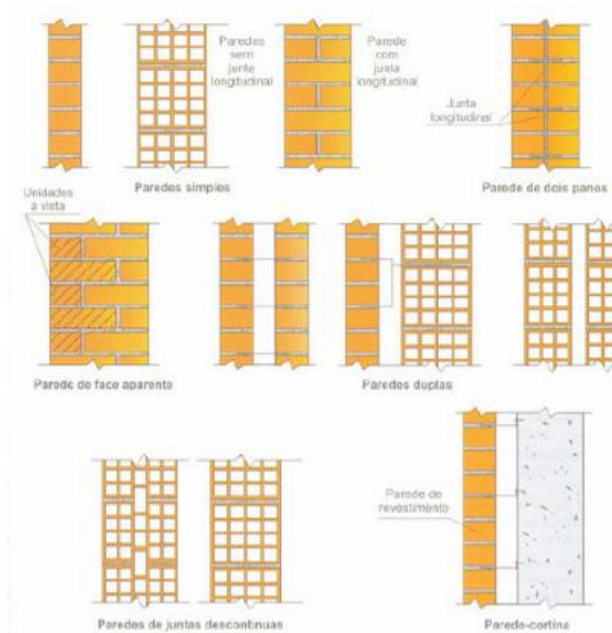 Paredes
sem
junta
longitudinal
Parede
com
junta
longitudinal
Junta
longitudinal
Paredes simples
Parede de dois panos
Unidades
à vista
Parede de face aparente
Paredes duplas
Parede de
revestimento
Paredes de juntas descontínuas
Parede-cortina